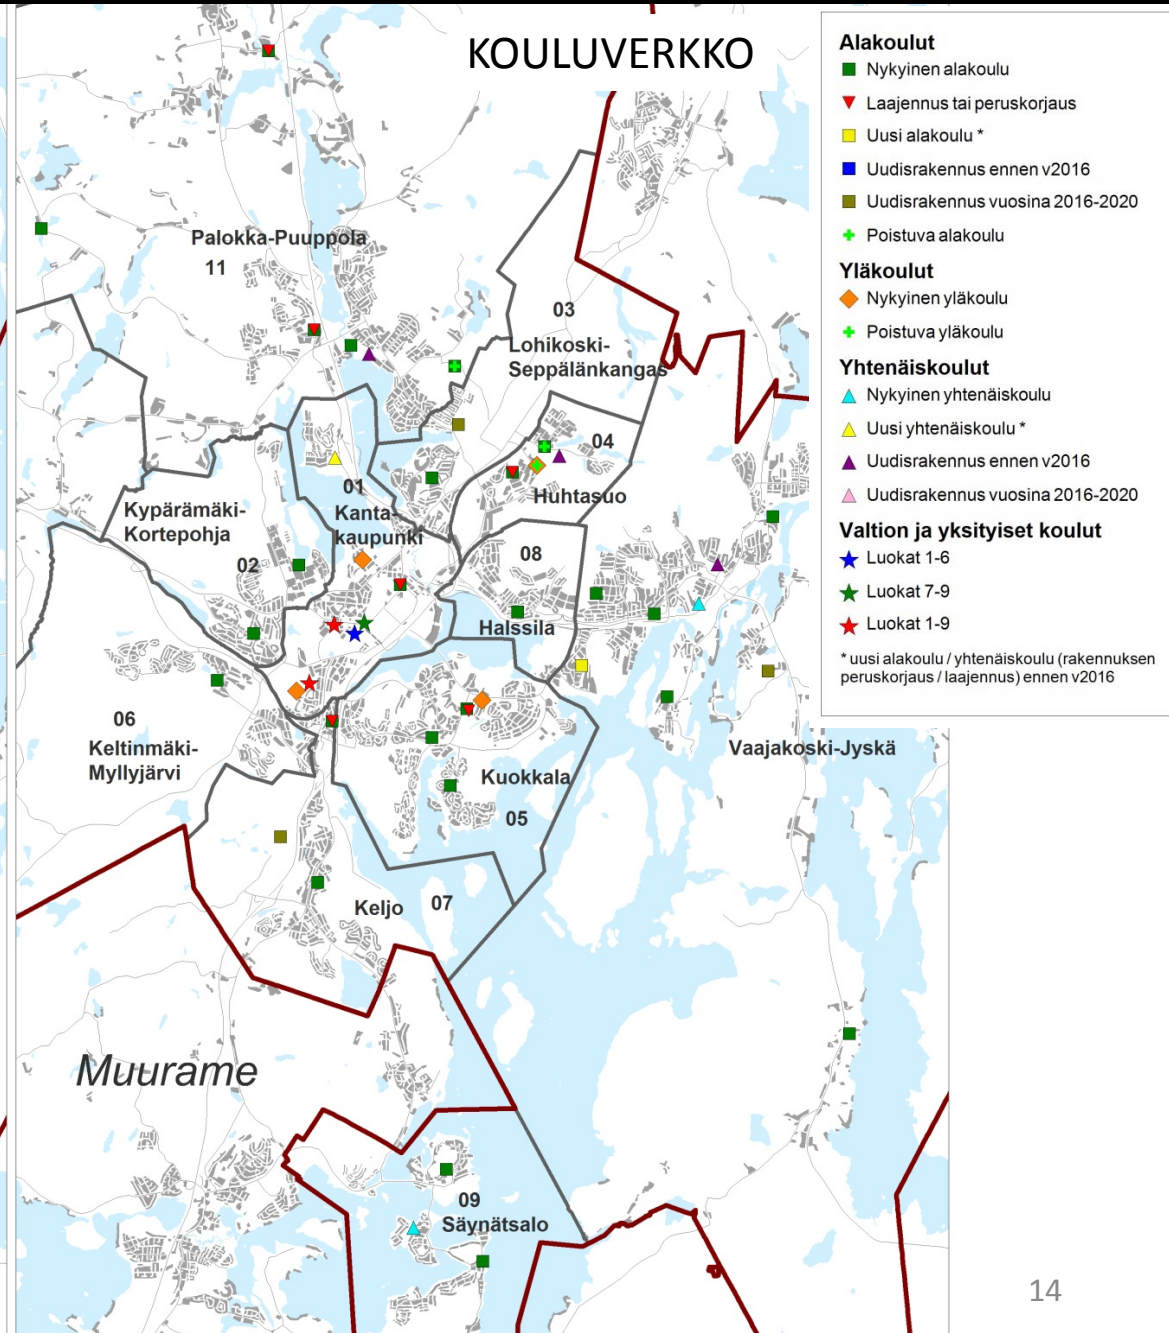 KOULUVERKKO
Alakoulut
Nykyinen alakoulu
Laajennus tai peruskorjaus
Uusi alakoulu *
Uudisrakennus ennen v2016
Uudisrakennus vuosina 2016-2020
Poistuva alakoulu
Yläkoulut
Nykyinen yläkoulu
Poistuva yläkoulu
Yhtenäiskoulut
Nykyinen yhtenäiskoulu
Uusi yhtenäiskoulu *
Uudisrakennus ennen v2016
Uudisrakennus vuosina 2016-2020
Valtion ja yksityiset koulut
Luokat 1-6
Luokat 7-9
Luokat 1-9
* uusi alakoulu / yhtenäiskoulu (rakennuksen
peruskorjaus / laajennus) ennen v2016
Palokka-Puuppola
11
03
Lohikoski-
Seppälänkangas
04
Huhtasuo
01
Kanta-
kaupunki
Kypärämäki-
Kortepohja
02
08
Halssila
06
Keltinmäki-
Myllyjärvi
Kuokkala
05
Vaajakoski-Jyskä
Keljo 07
Muurame
09
Säynätsalo
14